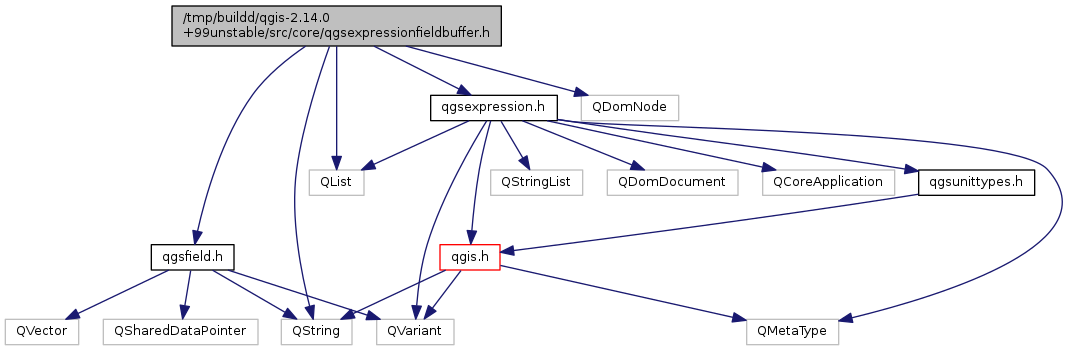 /tmp/buildd/qgis-2.14.0
+99unstable/src/core/qgsexpressionfieldbuffer.h
qgsexpression.h
QDomNode
QList
QStringList
QDomDocument
QCoreApplication
qgsunittypes.h
qgsfield.h
qgis.h
QVector
QSharedDataPointer
QString
QVariant
QMetaType